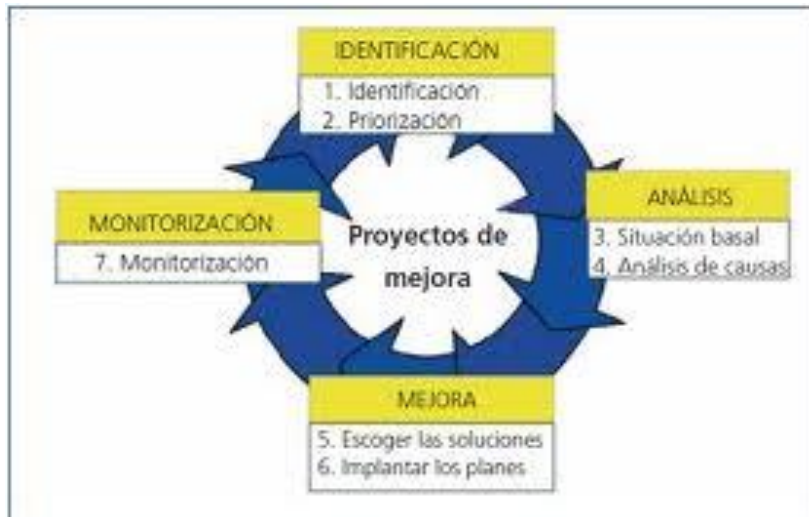 IDENTIFICACIÓN
1. Identificación
2. Priorización
ANÁLISIS
3. Situación basal
4. Análisis de causas
MEJORA
5. Escoger las soluciones
6. Implantar los planes
MONITORIZACIÓN
7. Monitorización
Proyectos de
mejora